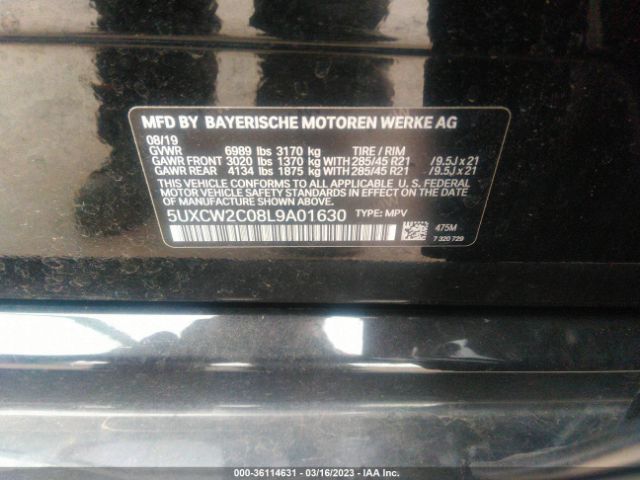 MFD BY BAYERISCHE MOTOREN WERKE AG
08/19
GVWR 6989 lbs 3170 kg TIRE / RIM
GAWR FRONT 3020 lbs 1370 kg WITH 285/45 R21 /9.5J x 21
GAWR REAR 4134 lbs 1875 kg WITH 285/45 R21 /9.5J x 21
THIS VEHICLE CONFORMS TO ALL APPLICABLE U. S. FEDERAL
MOTOR VEHICLE SAFETY STANDARDS IN EFFECT ON THE DATE
OF MANUFACTURE SHOWN ABOVE.
5UXCW2C08L9A01630 TYPE: MPV
475M
7 320 729
000-36114631 - 03/16/2023 - IAA Inc.